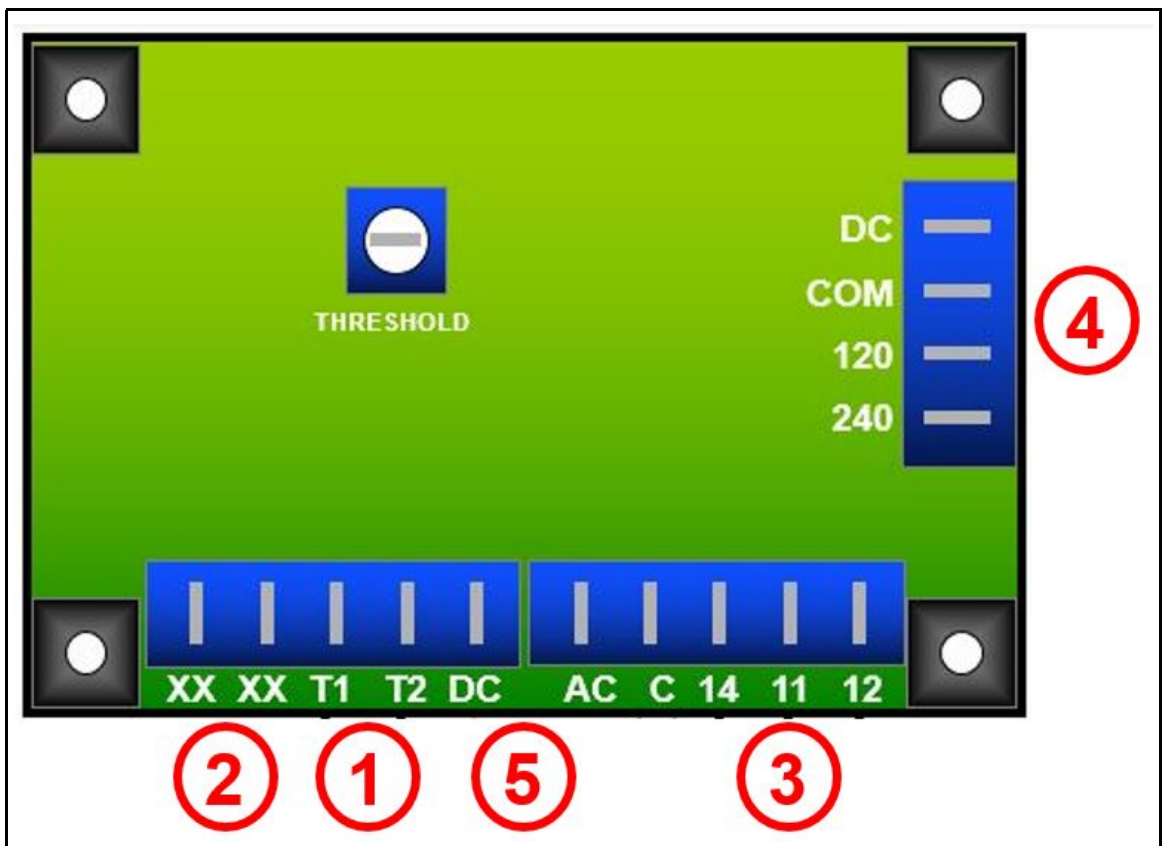 DC
COM
THRESHOLD
120
240
4
XX XX T1 T2 DC AC C 14 11 12
2 1 5 3